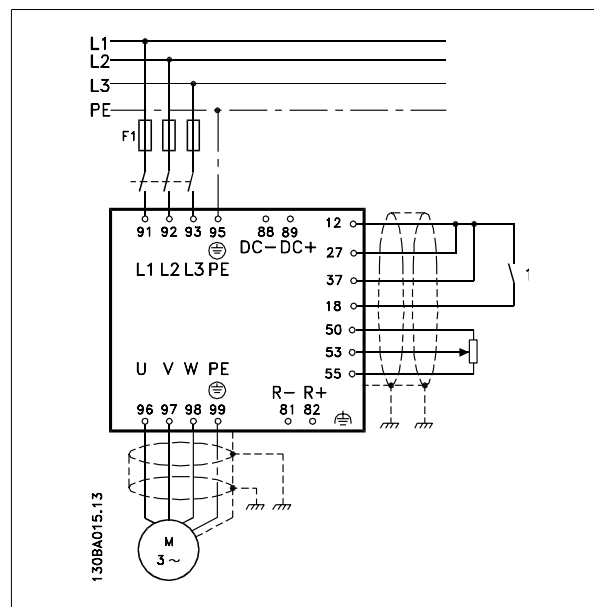 L1
L2
L3
PE
F1
91 92 93 95 88 89
DC- DC+
L1 L2 L3 PE
12
27
37
18
1
50
53
55
U V W PE
R- R+
96 97 98 99 81 82
M
3 ~
130BA015.13